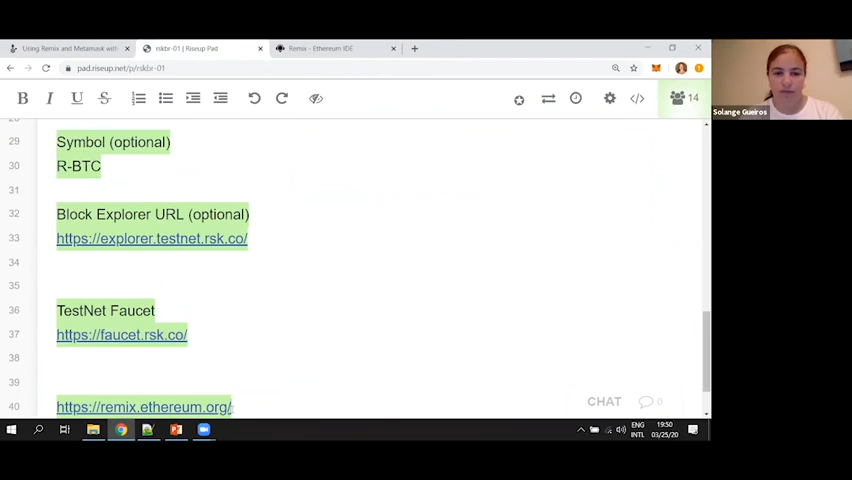 Using Remix and Metamask with
rskbr-01 | Riseup Pad
Remix - Ethereum IDE
pad.riseup.net/p/rskbr-01
B I U S
14
Solange Gueiros
29 Symbol (optional)
30 R-BTC
31
32 Block Explorer URL (optional)
33 https://explorer.testnet.rsk.co/
34
35
36 TestNet Faucet
37 https://faucet.rsk.co/
38
39
40 https://remix.ethereum.org/
CHAT 0
ENG
INTL
19:50
03/25/20